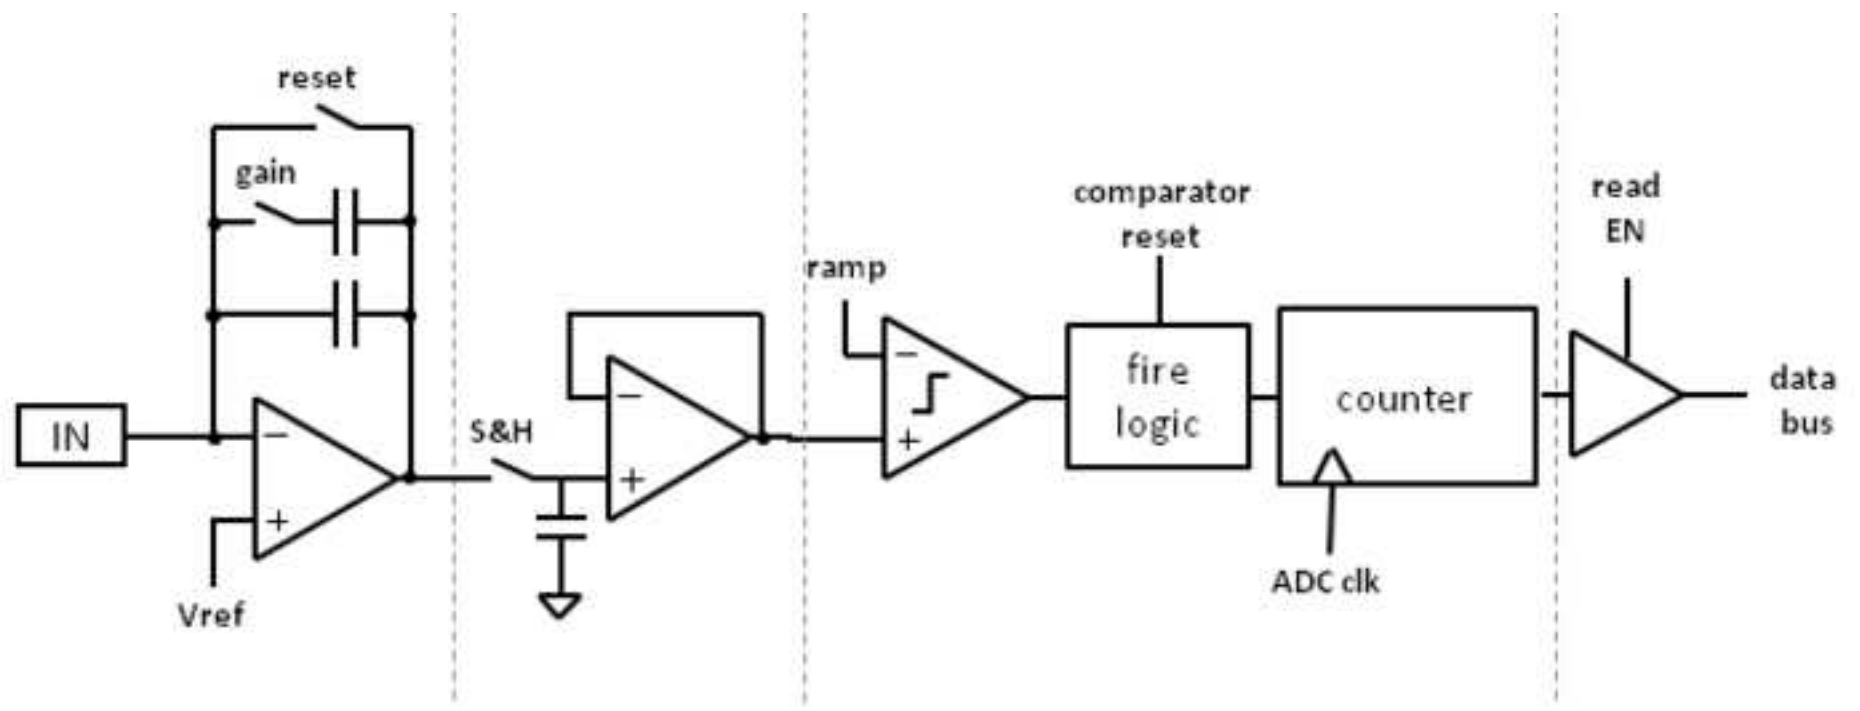 reset
gain
IN
−
+
Vref
S&H
−
+
ramp
−
+
comparator
reset
fire
logic
counter
ADC clk
read
EN
data
bus